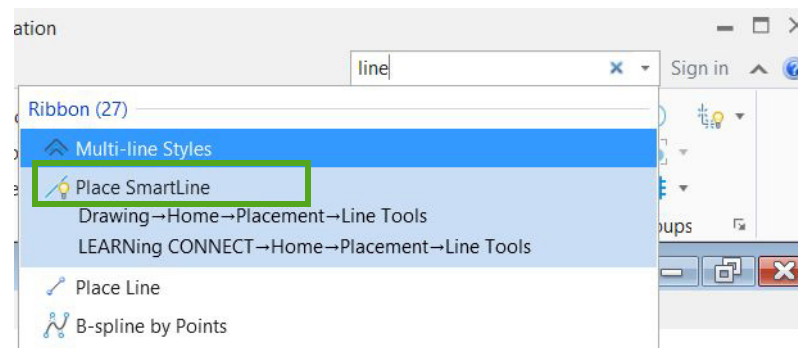 ation
line
Sign in
Ribbon (27)
Multi-line Styles
Place SmartLine
Drawing→Home→Placement→Line Tools
LEARNing CONNECT→Home→Placement→Line Tools
oups
Place Line
B-spline by Points